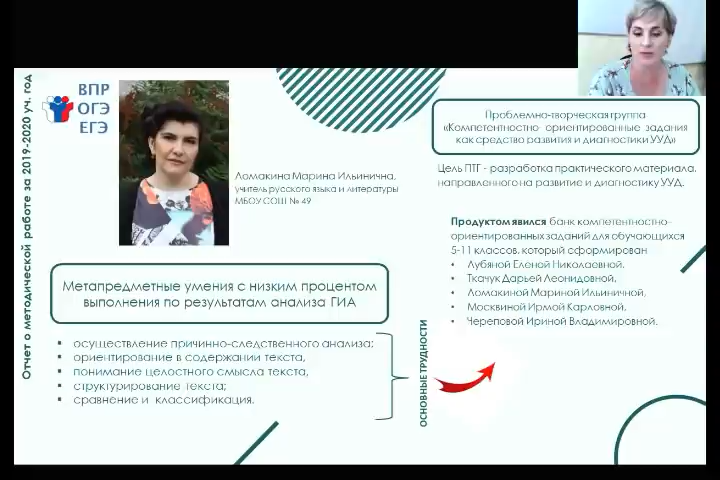 Отчет о методической работе за 2019-2020 уч. год
ВПР
ОГЭ
ЕГЭ
Ломакина Марина Ильинична,
учитель русского языка и литературы
МБОУ СОШ № 49
Метапредметные умения с низким процентом
выполнения по результатам анализа ГИА
осуществление причинно-следственного анализа;
ориентирование в содержании текста,
понимание целостного смысла текста,
структурирование текста;
сравнение и классификация.
ОСНОВНЫЕ ТРУДНОСТИ
Проблемно-творческая группа
«Компетентностно- ориентированные задания
как средство развития и диагностики УУД»
Цель ПТГ - разработка практического материала,
направленного на развитие и диагностику УУД.
Продуктом явился банк компетентностно-
ориентированных заданий для обучающихся
5-11 классов, который сформирован
Лубяной Еленой Николаевной,
Ткачук Дарьей Леонидовной,
Ломакиной Мариной Ильиничной,
Москвиной Ирмой Карловной,
Череповой Ириной Владимировной.